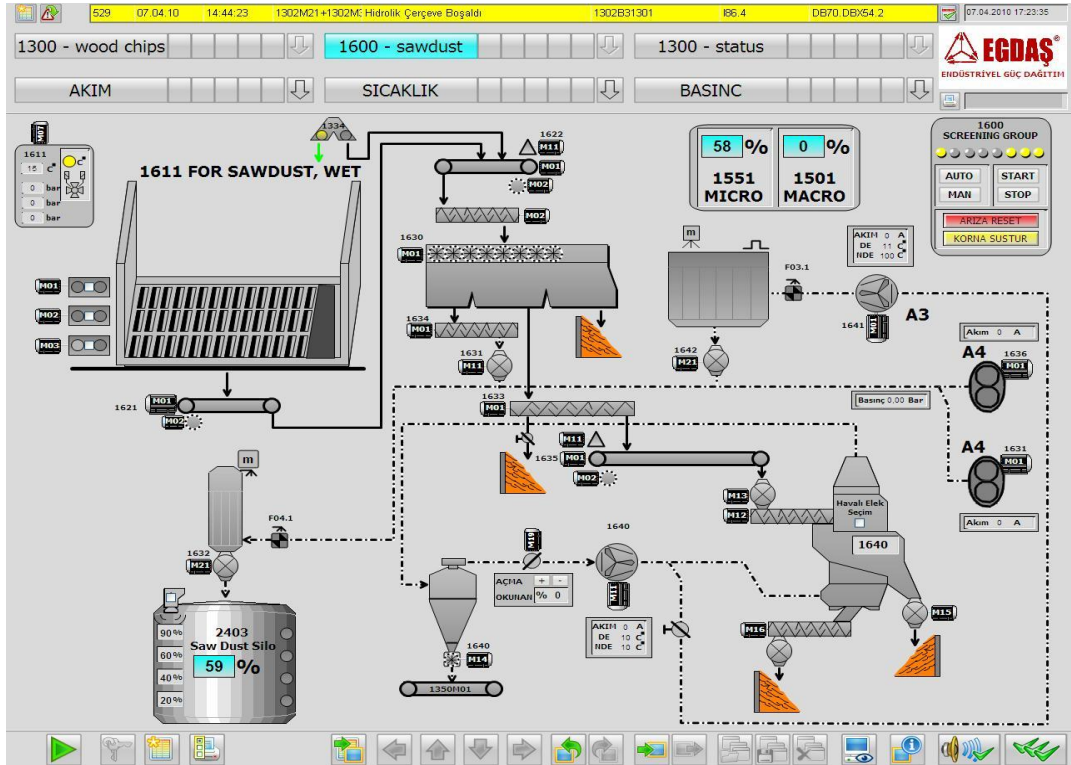 529 07.04.10 14:44:23 1302M21+1302M: Hidrolik Çerçeve Boşaldı 1302B31301 I86.4 DB70.DBX54.2
07.04.2010 17:23:35
1300 - wood chips 1600 - sawdust 1300 - status
EGDAŞ
ENDÜSTRİYEL GÜÇ DAĞITIM
AKIM SICAKLIK BASINC
M07
1611
15 C°
0 bar
0 bar
0 bar
C°
1334
1611 FOR SAWDUST, WET
1622
M11
M01
M02
M02
58 % 0 %
1551 1501
MICRO MACRO
1600
SCREENING GROUP
AUTO START
MAN STOP
ARIZA RESET
KORNA SUSTUR
1630
M01
m
F03.1
AKIM 0 A
DE 11 C°
NDE 100 C°
A3
1641 M01
M01
M02
M03
1634
M01
1631
M11
1642
M21
Akım 0 A
A4 1636
M01
1621 M01
M02
1633
M01
Basınç 0,00 Bar
M11
1635 M01
M02
A4 1631
M01
Akım 0 A
m
F04.1
1632
M21
M13
M12
Havalı Elek
Seçim
1640
M19
1640
M11
AÇMA + -
OKUNAN % 0
AKIM 0 A
DE 10 C°
NDE 10 C°
M15
M16
2403
Saw Dust Silo
59 %
90%
60%
40%
20%
1640
M14
1350M01